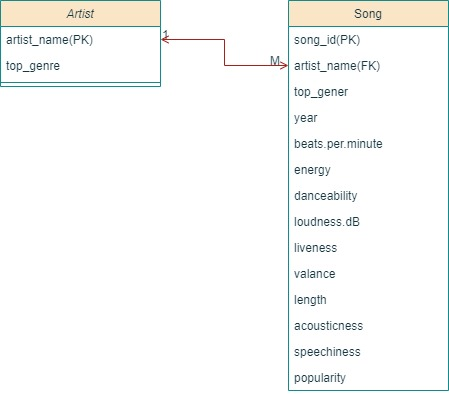 Artist
artist_name(PK)
top_genre
1
M
Song
song_id(PK)
artist_name(FK)
top_gener
year
beats.per.minute
energy
danceability
loudness.dB
liveness
valance
length
acousticness
speechiness
popularity